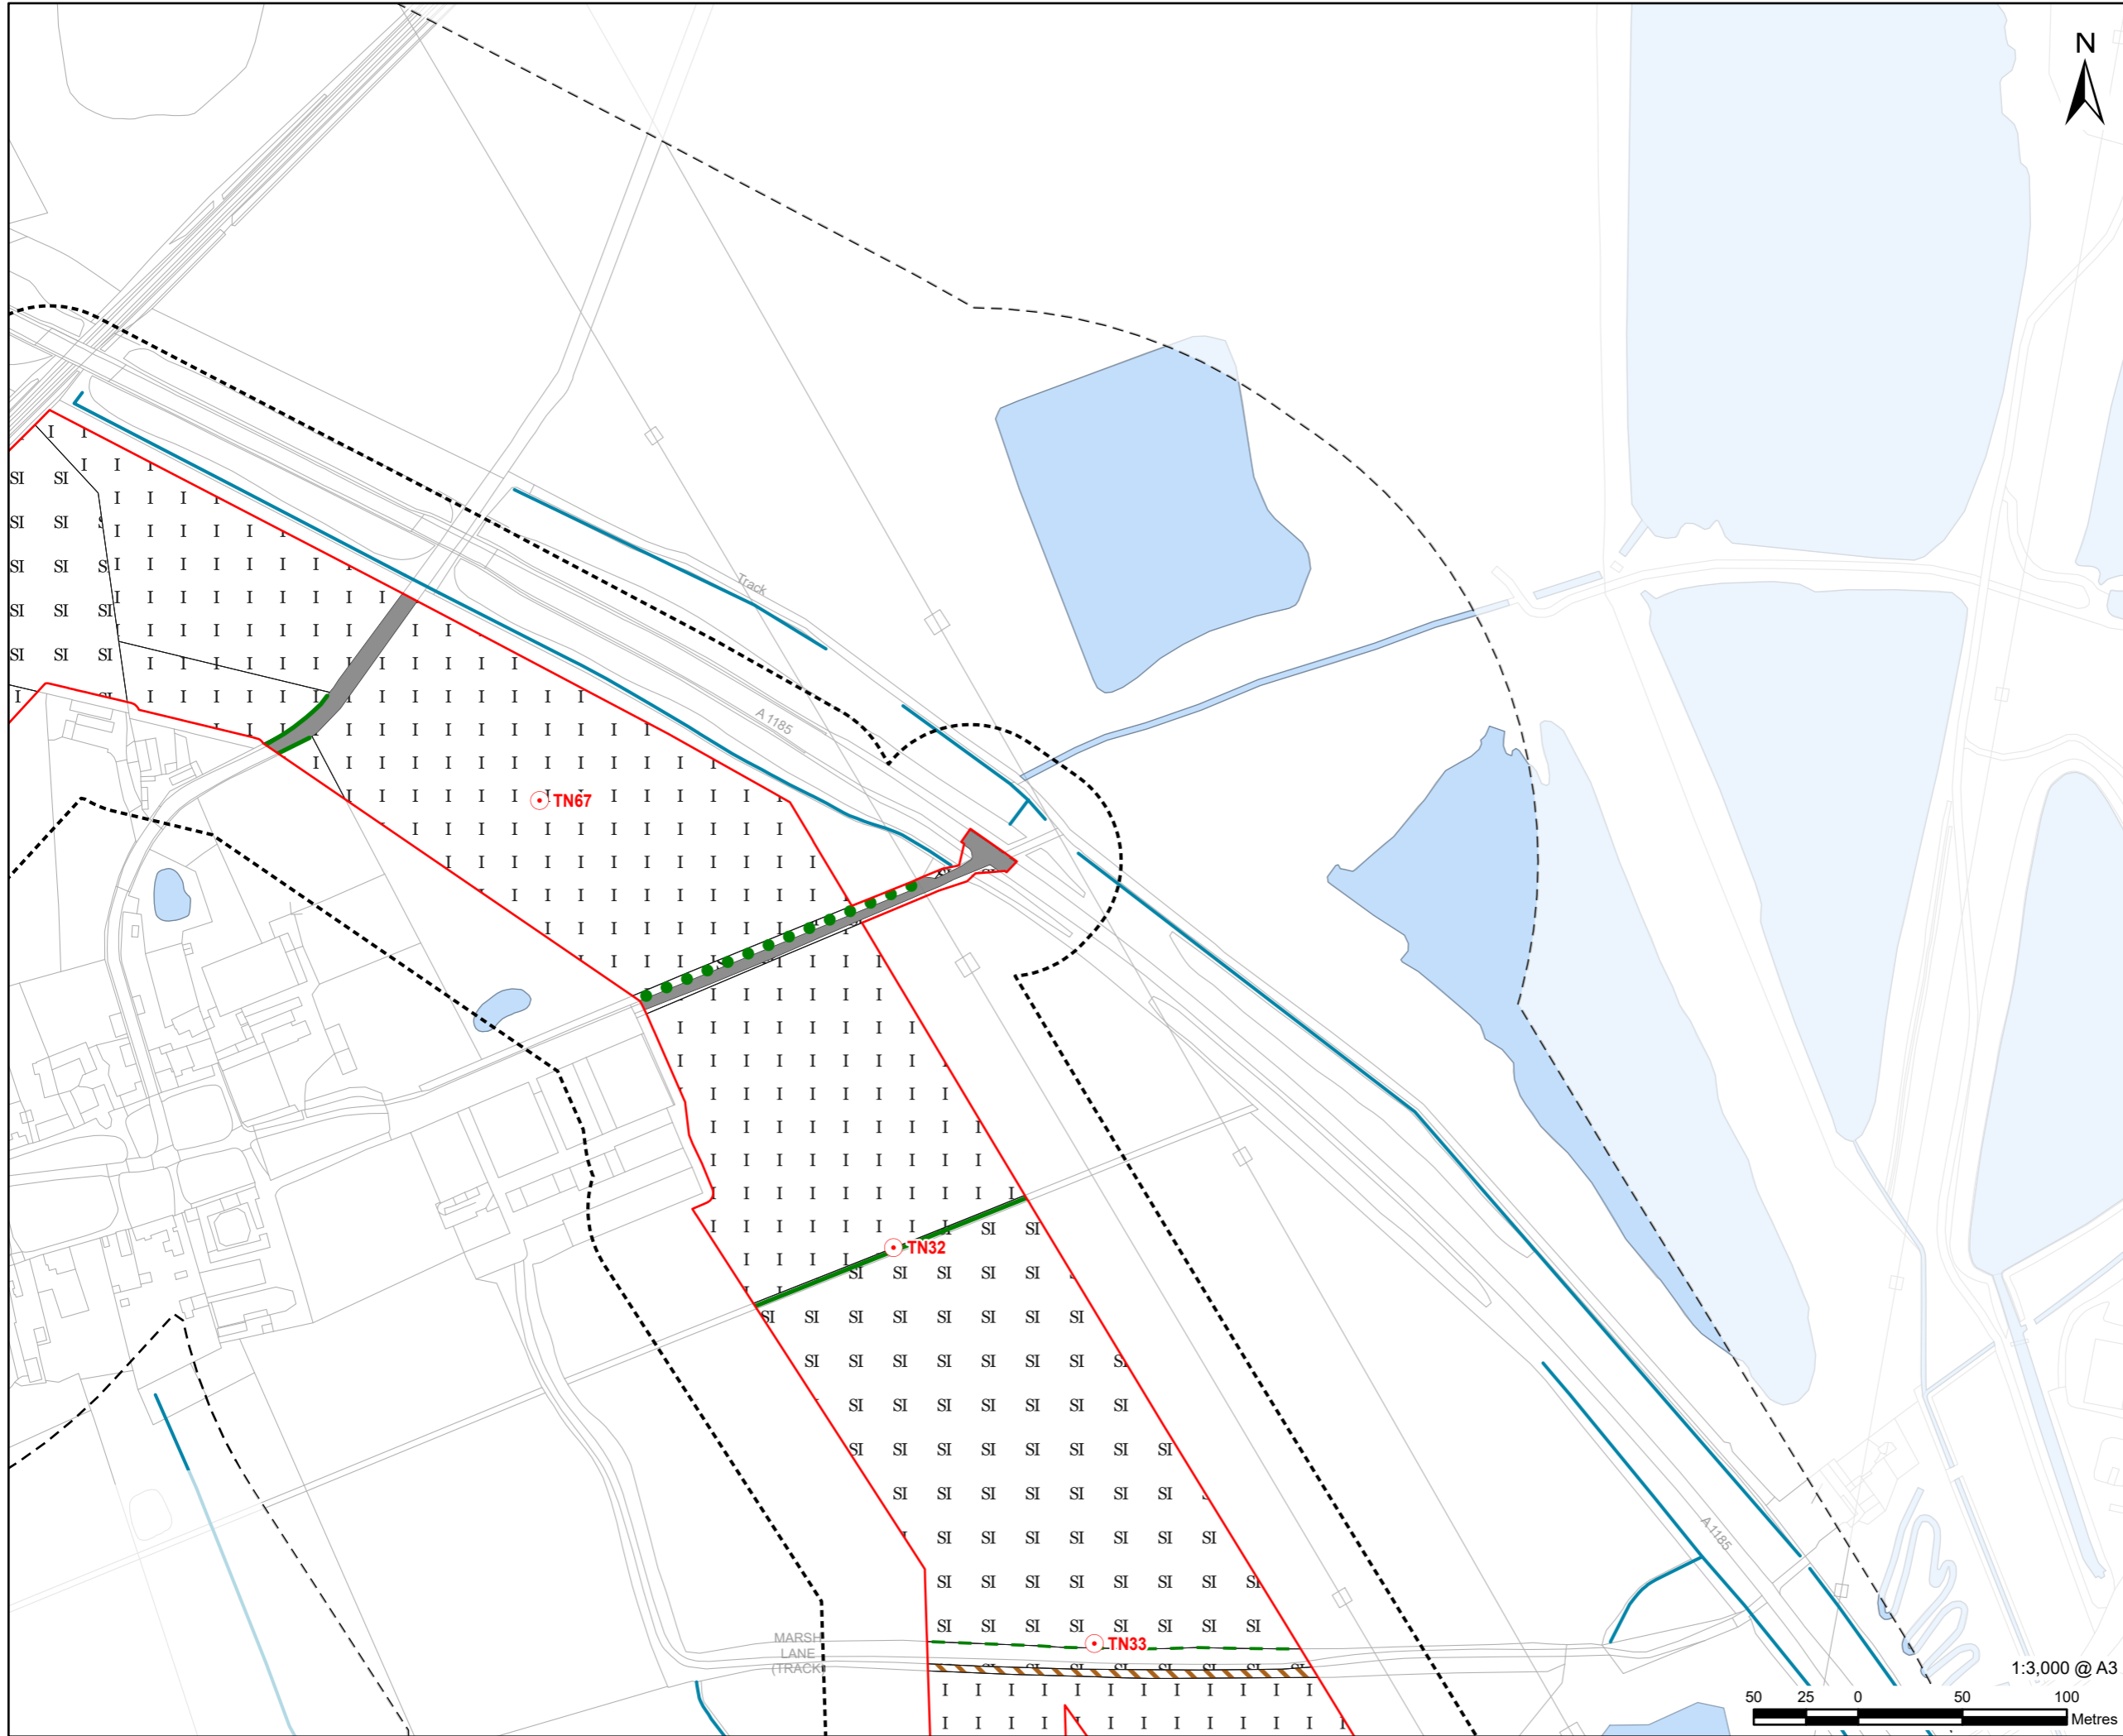 N
Track
A 1185
TN67
TN32
TN33
MARSH
LANE
(TRACK)
A 1185
1:3,000 @ A3
50 25 0 50 100
Metres